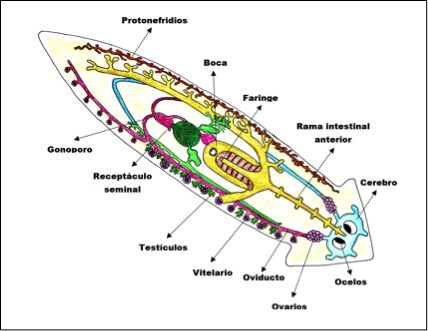 Protonefridios
Boca
Faringe
Rama intestinal
anterior
Cerebro
Gonoporo
Receptáculo
seminal
Testículos
Vitelario
Oviducto
Ocelos
Ovarios